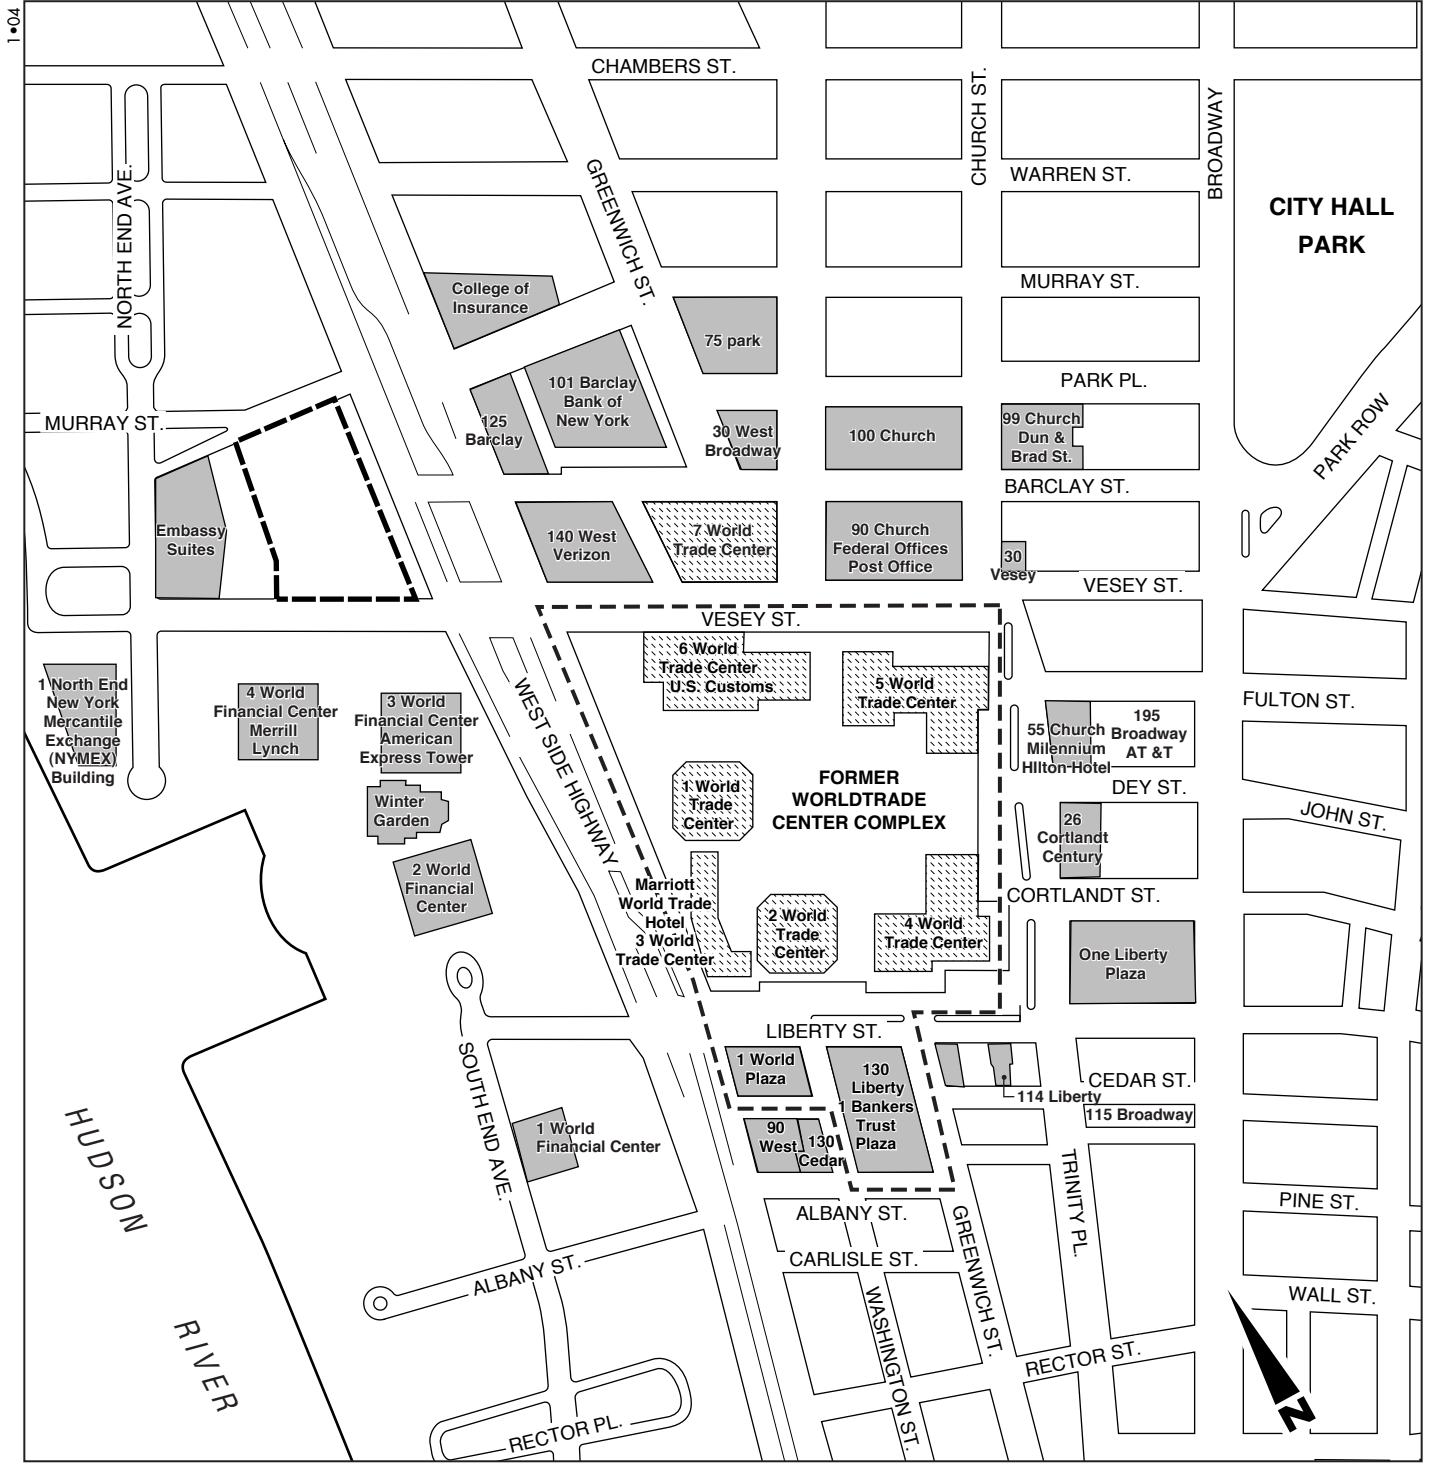 1•04
CHAMBERS ST.
CHURCH ST.
BROADWAY
WARREN ST.
NORTH END AVE.
GREENWICH ST.
CITY HALL
PARK
MURRAY ST.
College of
Insurance
75 park
PARK PL.
101 Barclay
Bank of
New York
MURRAY ST.
125
Barclay
30 West
Broadway
100 Church
99 Church
Dun &
Brad St.
PARK ROW
BARCLAY ST.
Embassy
Suites
140 West
Verizon
7 World
Trade Center
90 Church
Federal Offices
Post Office
30
Vesey
VESEY ST.
VESEY ST.
6 World
Trade Center
U.S. Customs
5 World
Trade Center
1 North End
New York
Mercantile
Exchange
(NYMEX)
Building
4 World
Financial Center
Merrill
Lynch
3 World
Financial Center
American
Express Tower
WEST SIDE HIGHWAY
FULTON ST.
55 Church
Milennium
HIlton Hotel
195
Broadway
AT &T
1 World
Trade
Center
FORMER
WORLDTRADE
CENTER COMPLEX
DEY ST.
Winter
Garden
JOHN ST.
26
Cortlandt
Century
2 World
Financial
Center
Marriott
World Trade
Hotel
3 World
Trade Center
2 World
Trade
Center
4 World
Trade Center
CORTLANDT ST.
One Liberty
Plaza
LIBERTY ST.
1 World
Plaza
130
Liberty
1 Bankers
Trust
Plaza
CEDAR ST.
114 Liberty
115 Broadway
SOUTH END AVE.
1 World
Financial Center
90
West
130
Cedar
HUDSON
RIVER
TRINITY PL.
PINE ST.
ALBANY ST.
GREENWICH ST.
CARLISLE ST.
ALBANY ST.
WALL ST.
WASHINGTON ST.
RECTOR ST.
RECTOR PL.
N